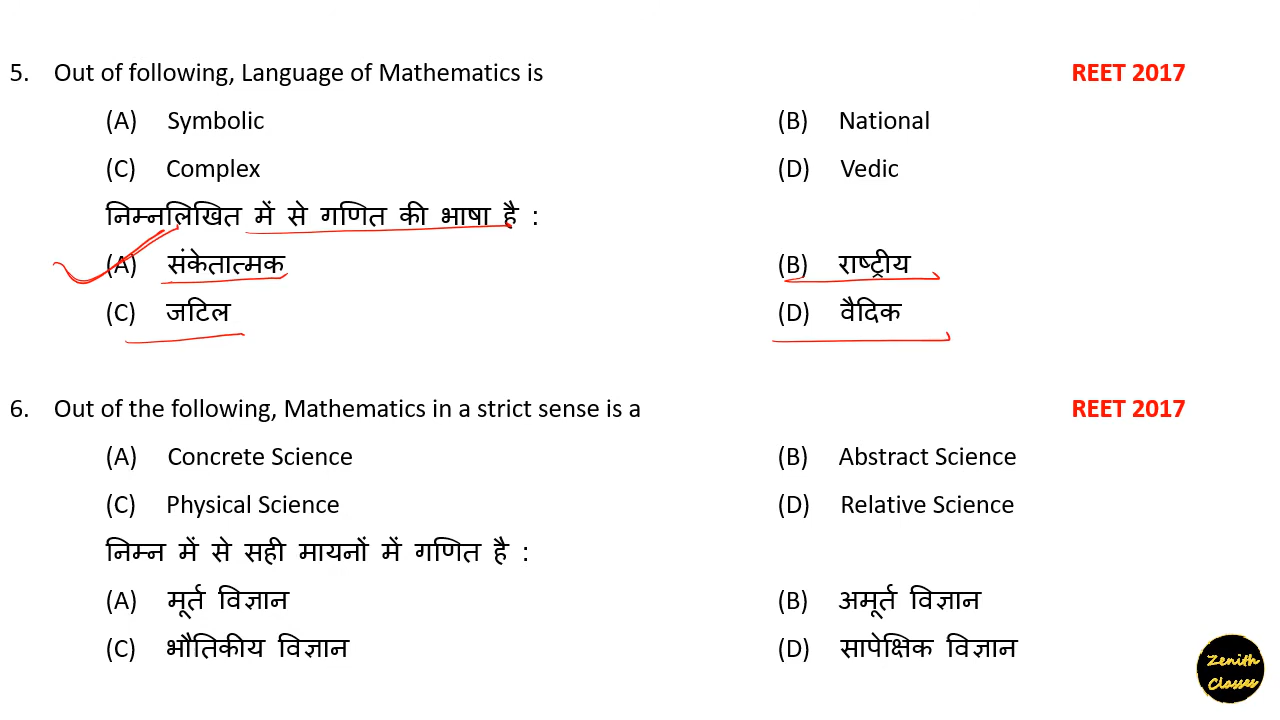 5. Out of following, Language of Mathematics is REET 2017
(A) Symbolic (B) National
(C) Complex (D) Vedic
निम्नलिखित में से गणित की भाषा है :
(A) संकेतात्मक (B) राष्ट्रीय
(C) जटिल (D) वैदिक
6. Out of the following, Mathematics in a strict sense is a REET 2017
(A) Concrete Science (B) Abstract Science
(C) Physical Science (D) Relative Science
निम्न में से सही मायनों में गणित है :
(A) मूर्त विज्ञान (B) अमूर्त विज्ञान
(C) भौतिकीय विज्ञान (D) सापेक्षिक विज्ञान
Zenith
Classes